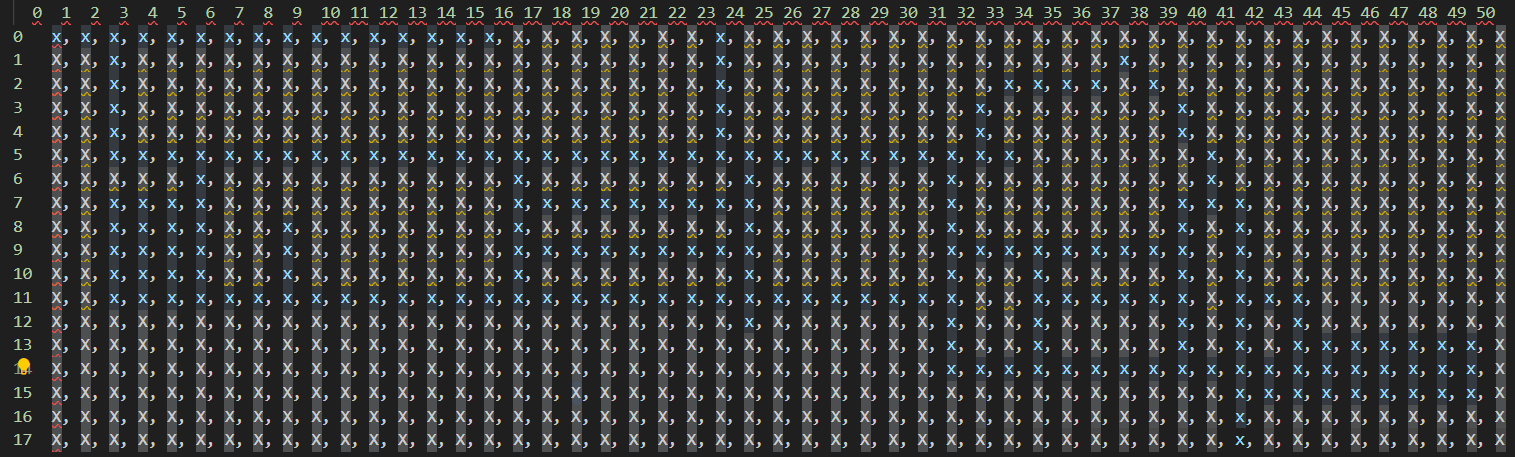 0 1 2 3 4 5 6 7 8 9 10 11 12 13 14 15 16 17 18 19 20 21 22 23 24 25 26 27 28 29 30 31 32 33 34 35 36 37 38 39 40 41 42 43 44 45 46 47 48 49 50
0 x, x, x, x, x, x, x, x, x, x, x, x, x, x, x, x, X, X, X, X, X, X, X, x, X, X, X, X, X, X, X, X, X, X, X, X, X, X, X, X, X, X, X, X, X, X, X, X, X, X, X
1 X, X, x, X, X, X, X, X, X, X, X, X, X, X, X, X, X, X, X, X, X, X, X, x, X, X, X, X, X, X, X, X, X, X, X, X, X, x, X, X, X, X, X, X, X, X, X, X, X, X, X
2 X, X, x, X, X, X, X, X, X, X, X, X, X, X, X, X, X, X, X, X, X, X, X, x, X, X, X, X, X, X, X, X, X, x, x, x, x, X, x, X, X, X, X, X, X, X, X, X, X, X, X
3 X, X, x, X, X, X, X, X, X, X, X, X, X, X, X, X, X, X, X, X, X, X, X, x, X, X, X, X, X, X, X, X, x, X, X, X, X, X, X, x, X, X, X, X, X, X, X, X, X, X, X
4 X, X, x, X, X, X, X, X, X, X, X, X, X, X, X, X, X, X, X, X, X, X, X, x, X, X, X, X, X, X, X, X, x, X, X, X, X, X, X, x, X, X, X, X, X, X, X, X, X, X, X
5 X, X, x, x, x, x, x, x, x, x, x, x, x, x, x, x, x, x, x, x, x, x, x, x, x, x, x, x, x, x, x, x, x, x, X, X, X, X, X, X, x, X, X, X, X, X, X, X, X, X, X
6 X, X, X, X, X, x, X, X, X, X, X, X, X, X, X, X, x, X, X, X, X, X, X, X, x, X, X, X, X, X, X, x, X, X, X, X, X, X, X, X, x, X, X, X, X, X, X, X, X, X, X
7 X, X, x, x, x, x, X, X, X, X, X, X, X, X, X, X, x, x, x, x, x, x, x, x, x, X, X, X, X, X, X, x, X, X, X, X, X, X, X, x, x, x, X, X, X, X, X, X, X, X, X
8 X, X, x, x, x, x, X, X, x, X, X, X, X, X, X, X, x, X, X, X, X, X, X, X, x, X, X, X, X, X, X, x, X, X, X, X, X, X, X, x, X, x, X, X, X, X, X, X, X, X, X
9 X, X, x, x, x, x, X, X, x, X, X, X, X, X, X, X, x, x, x, x, x, x, x, x, x, X, X, X, X, X, X, x, x, x, x, x, x, x, x, x, X, x, X, X, X, X, X, X, X, X, X
10 X, X, x, x, x, x, X, X, x, X, X, X, X, X, X, X, x, X, X, X, X, X, X, X, x, X, X, X, X, X, X, x, X, X, x, X, X, X, X, X, X, x, X, X, X, X, X, X, X, X, X
11 X, X, x, x, x, x, x, x, x, x, x, x, x, x, x, x, x, x, x, x, x, x, x, x, x, x, x, x, x, x, x, x, X, X, x, x, x, x, x, x, X, x, x, x, X, X, X, X, X, X, X
12 X, X, X, X, X, X, X, X, X, X, X, X, X, X, X, X, X, X, X, X, X, X, X, X, x, X, X, X, X, X, X, x, X, X, x, X, X, X, X, x, X, x, X, x, X, X, X, X, X, X, X
13 X, X, X, X, X, X, X, X, X, X, X, X, X, X, X, X, X, X, X, X, X, X, X, X, X, X, X, X, X, X, X, x, X, X, x, X, X, X, X, x, X, x, X, x, x, x, x, x, x, x, X
14 X, X, X, X, X, X, X, X, X, X, X, X, X, X, X, X, X, X, X, X, X, X, X, X, X, X, X, X, X, X, X, x, x, x, x, x, x, x, x, x, x, x, x, x, x, x, x, x, x, x, X
15 X, X, X, X, X, X, X, X, X, X, X, X, X, X, X, X, X, X, X, X, X, X, X, X, X, X, X, X, X, X, X, X, X, X, X, X, X, X, X, X, X, x, x, x, x, x, x, x, x, x, X
16 X, X, X, X, X, X, X, X, X, X, X, X, X, X, X, X, X, X, X, X, X, X, X, X, X, X, X, X, X, X, X, X, X, X, X, X, X, X, X, X, X, x, X, X, X, X, X, X, X, X, X
17 X, X, X, X, X, X, X, X, X, X, X, X, X, X, X, X, X, X, X, X, X, X, X, X, X, X, X, X, X, X, X, X, X, X, X, X, X, X, X, X, X, x, X, X, X, X, X, X, X, X, X